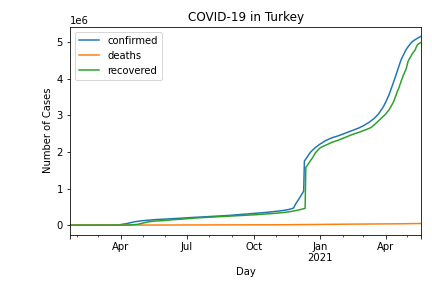 COVID-19 in Turkey
1e6
confirmed
deaths
recovered
Number of Cases
5
4
3
2
1
0
Apr
Jul
Oct
Jan
2021
Apr
Day